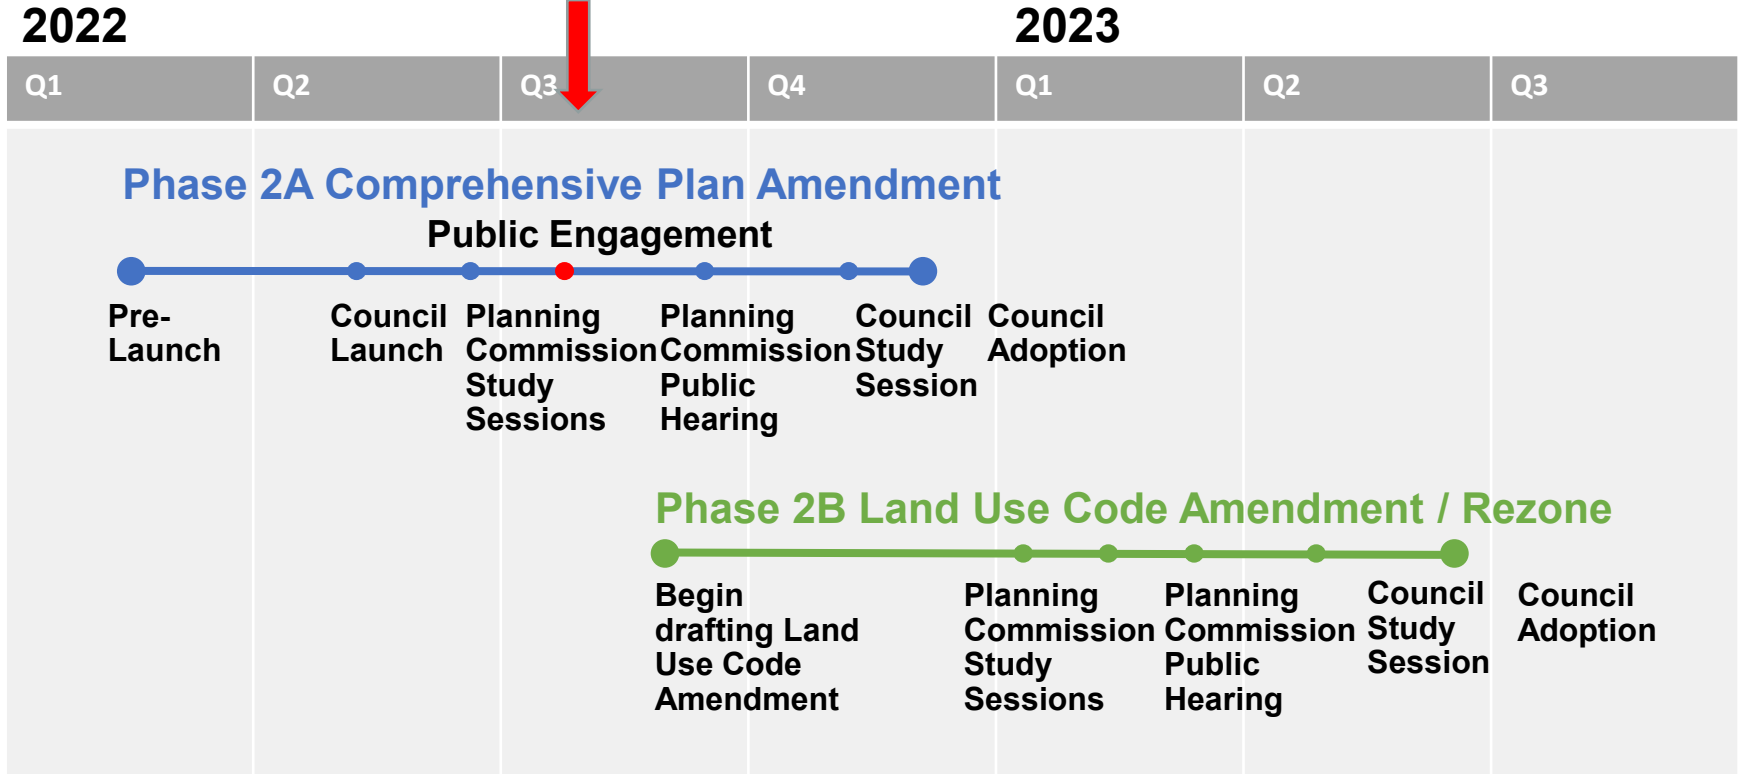 2022
2023
Q1
Q2
Q3
Q4
Q1
Q2
Q3
Phase 2A Comprehensive Plan Amendment
Public Engagement
Pre-
Launch
Council
Launch
Planning
Commission
Study
Sessions
Planning
Commission
Public
Hearing
Council
Study
Session
Council
Adoption
Phase 2B Land Use Code Amendment / Rezone
Begin
drafting Land
Use Code
Amendment
Planning
Commission
Study
Sessions
Planning
Commission
Public
Hearing
Council
Study
Session
Council
Adoption